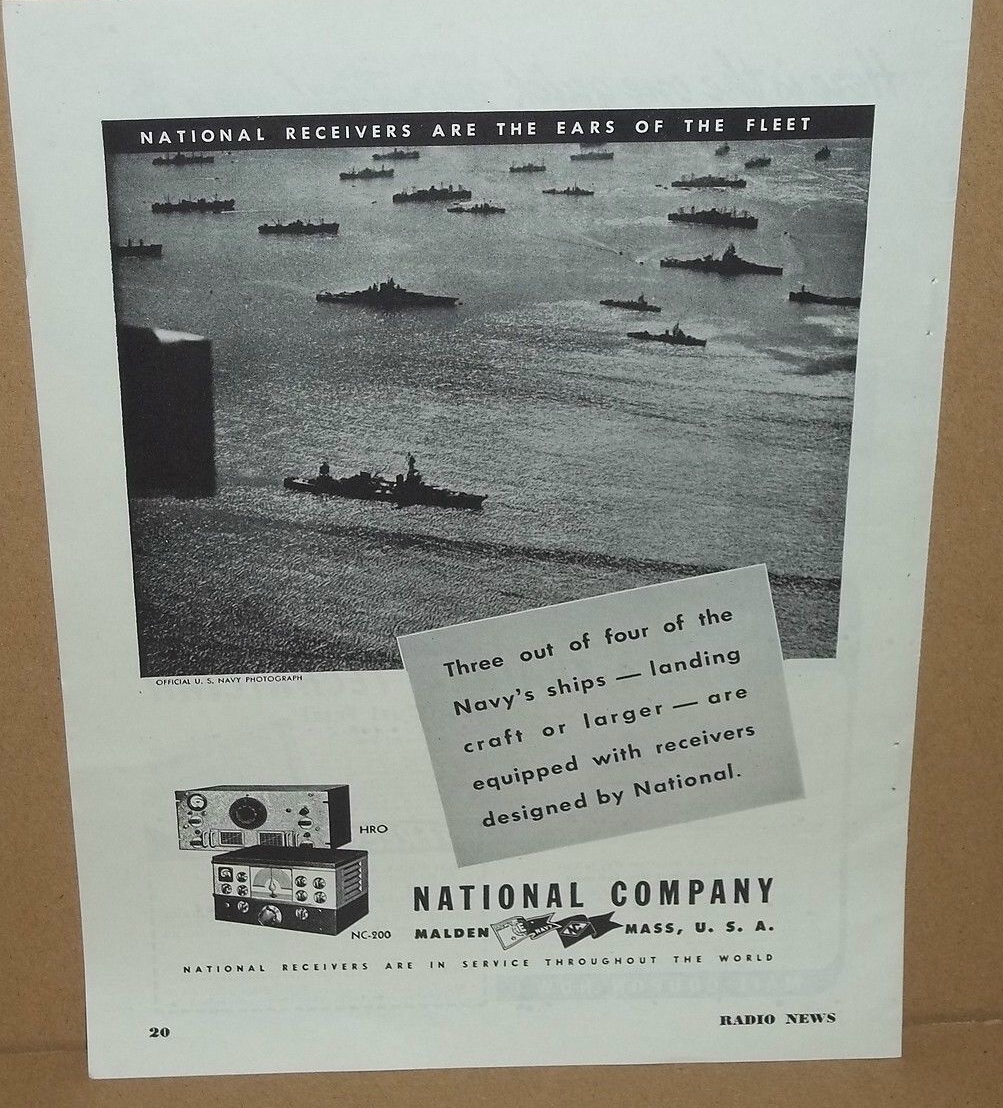 NATIONAL RECEIVERS ARE THE EARS OF THE FLEET
OFFICIAL U. S. NAVY PHOTOGRAPH
Three out of four of the
Navy's ships — landing
craft or larger — are
equipped with receivers
designed by National.
HRO
NC-200
NATIONAL COMPANY
MALDEN MASS, U. S. A.
NATIONAL RECEIVERS ARE IN SERVICE THROUGHOUT THE WORLD
20
RADIO NEWS